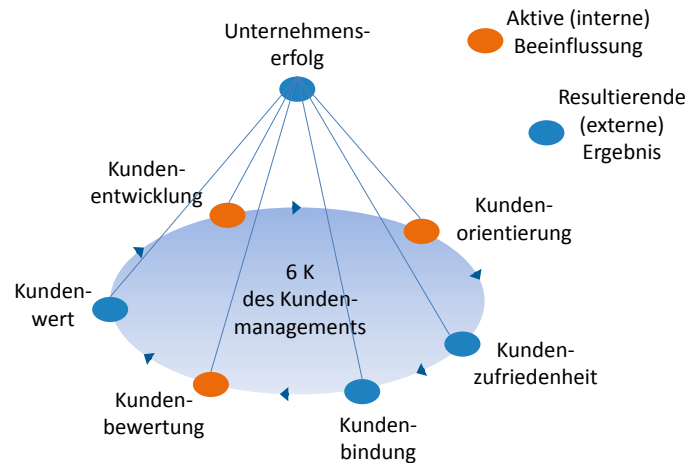 Unternehmens-
erfolg
Aktive (interne)
Beeinflussung
Resultierende
(externe)
Ergebnis
Kunden-
entwicklung
Kunden-
orientierung
6 K
des Kunden-
managements
Kunden-
wert
Kunden-
zufriedenheit
Kunden-
bewertung
Kunden-
bindung